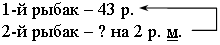 1-й рыбак – 43 р.
2-й рыбак – ? на 2 р. м.